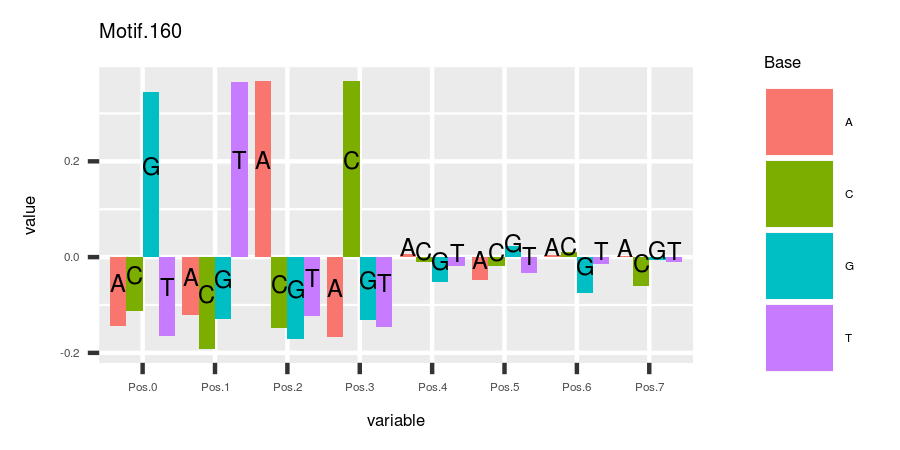 Motif.160
value
0.2
0.0
-0.2
A C G T A C G T A C G T A C G T A C G T A C G T A C G T A C G T
Pos.0 Pos.1 Pos.2 Pos.3 Pos.4 Pos.5 Pos.6 Pos.7
variable
Base
A
C
G
T